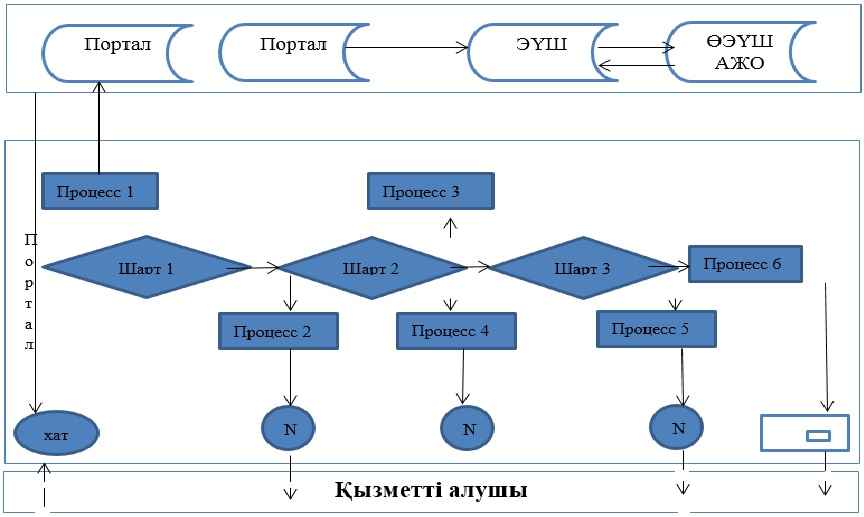 Портал
Портал
ЭҮШ
ӨЭҮШ
АЖО
Процесс 1
Процесс 3
Портал
Шарт 1
Шарт 2
Шарт 3
Процесс 6
Процесс 2
Процесс 4
Процесс 5
хат
N
N
N
Қызметті алушы